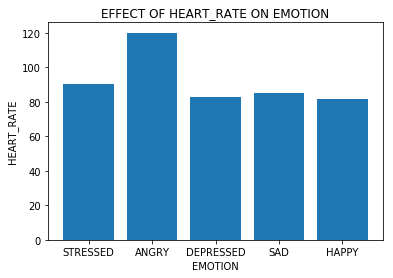 EFFECT OF HEART_RATE ON EMOTION
120
100
80
60
40
20
0
HEART_RATE
STRESSED ANGRY DEPRESSED SAD HAPPY
EMOTION